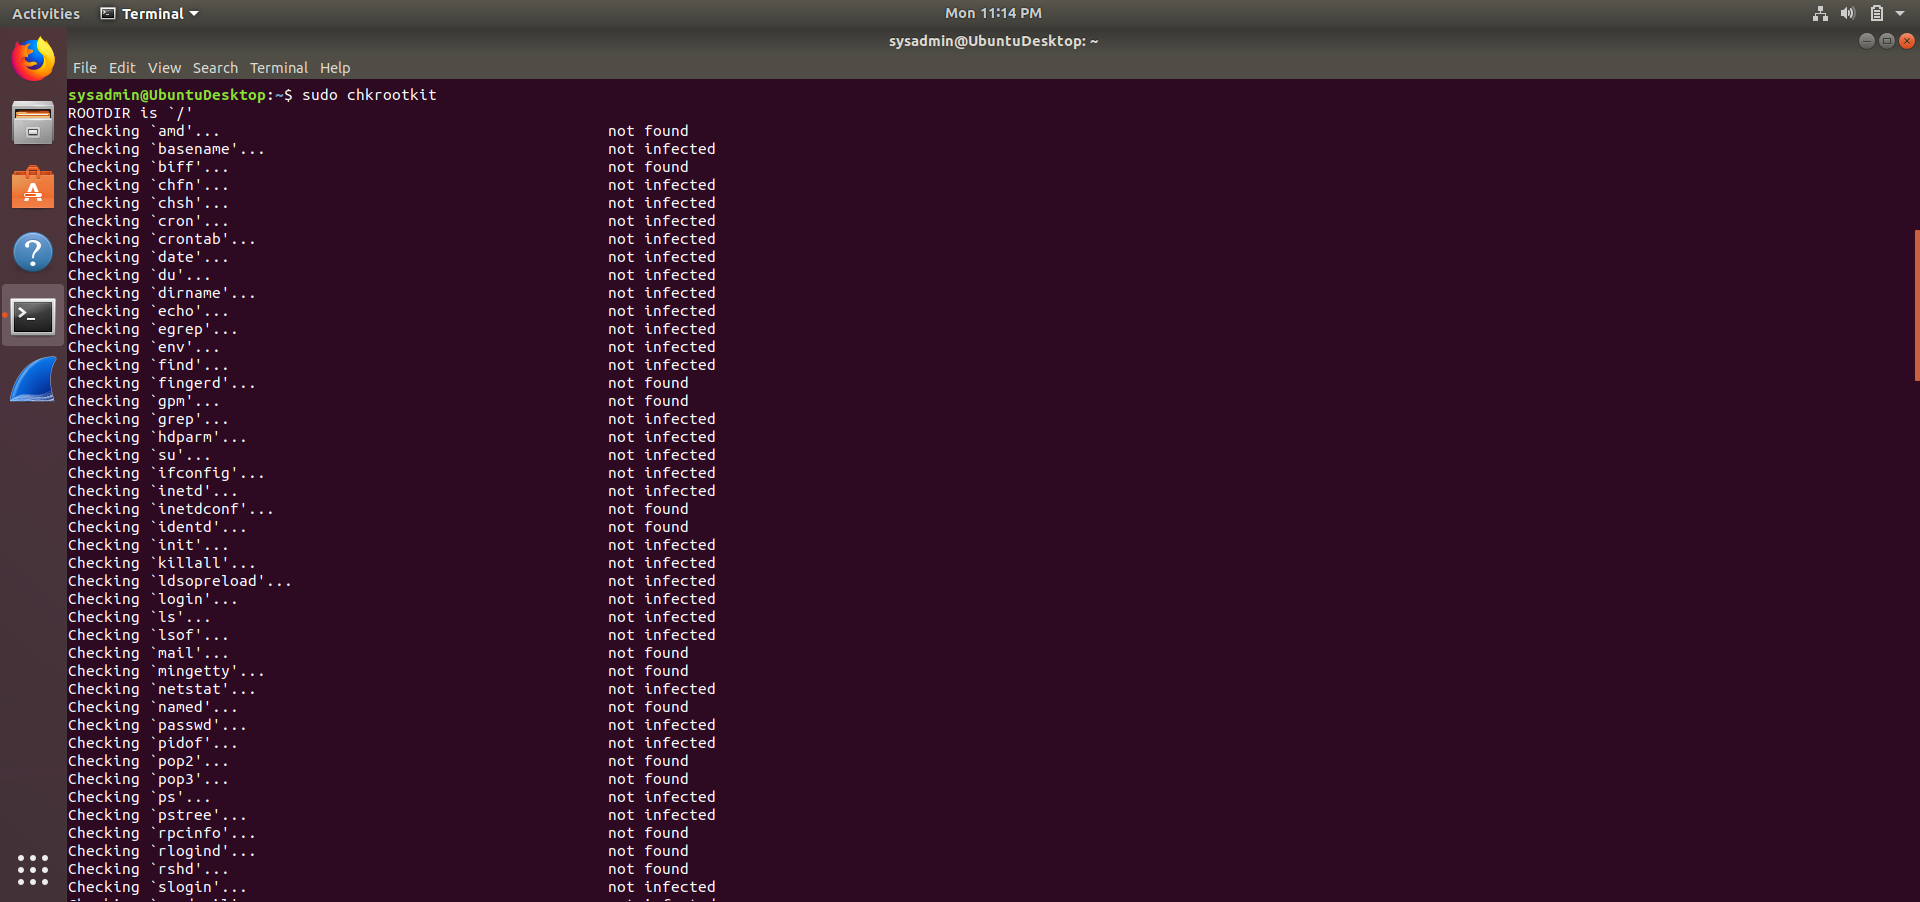 Activities Terminal Mon 11:14 PM
sysadmin@UbuntuDesktop: ~
File Edit View Search Terminal Help
sysadmin@UbuntuDesktop:~$ sudo chkrootkit
ROOTDIR is `/'
Checking `amd'... not found
Checking `basename'... not infected
Checking `biff'... not found
Checking `chfn'... not infected
Checking `chsh'... not infected
Checking `cron'... not infected
Checking `crontab'... not infected
Checking `date'... not infected
Checking `du'... not infected
Checking `dirname'... not infected
Checking `echo'... not infected
Checking `egrep'... not infected
Checking `env'... not infected
Checking `find'... not infected
Checking `fingerd'... not found
Checking `gpm'... not found
Checking `grep'... not infected
Checking `hdparm'... not infected
Checking `su'... not infected
Checking `ifconfig'... not infected
Checking `inetd'... not infected
Checking `inetdconf'... not found
Checking `identd'... not found
Checking `init'... not infected
Checking `killall'... not infected
Checking `ldsopreload'... not infected
Checking `login'... not infected
Checking `ls'... not infected
Checking `lsof'... not infected
Checking `mail'... not found
Checking `mingetty'... not found
Checking `netstat'... not infected
Checking `named'... not found
Checking `passwd'... not infected
Checking `pidof'... not infected
Checking `pop2'... not found
Checking `pop3'... not found
Checking `ps'... not infected
Checking `pstree'... not infected
Checking `rpcinfo'... not found
Checking `rlogind'... not found
Checking `rshd'... not found
Checking `slogin'... not infected